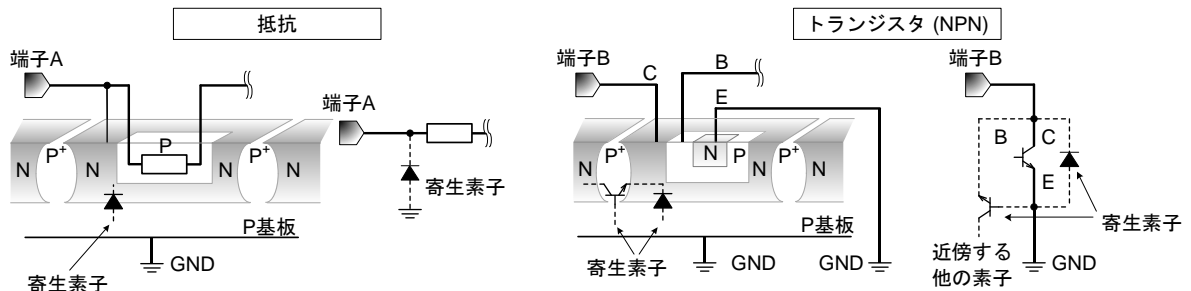 抵抗
端子A
P
N
P+
N
P+
N
N
寄生素子
P基板
GND
端子A
寄生素子
トランジスタ (NPN)
端子B
C
B
E
N
P+
N
N
P
P+
N
P基板
寄生素子
GND
GND
端子B
B
C
E
寄生素子
近傍する
他の素子
GND